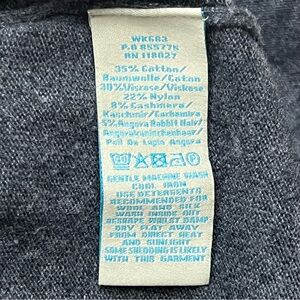 WK683
P.O 855776
RN 118027
35% Cotton/
Baumwolle/Coton
30%Viscose/Viskose
22% Nylon
8% Cashmere/
Kaschmir/Cachemire
5%Angora Rabbit Hair/
Angorakaninchenhaar/
Poil De Lapin Angora
GENTLE MACHINE WASH
COOL IRON
USE DETERGENTS
RECOMMENDED FOR
WOOL AND SILK
WASH INSIDE OUT
RESHAPE WHILST DAMP
DRY FLAT AWAY
FROM DIRECT HEAT
AND SUNLIGHT
SOME SHEDDING IS LIKELY
WITH THIS GARMENT